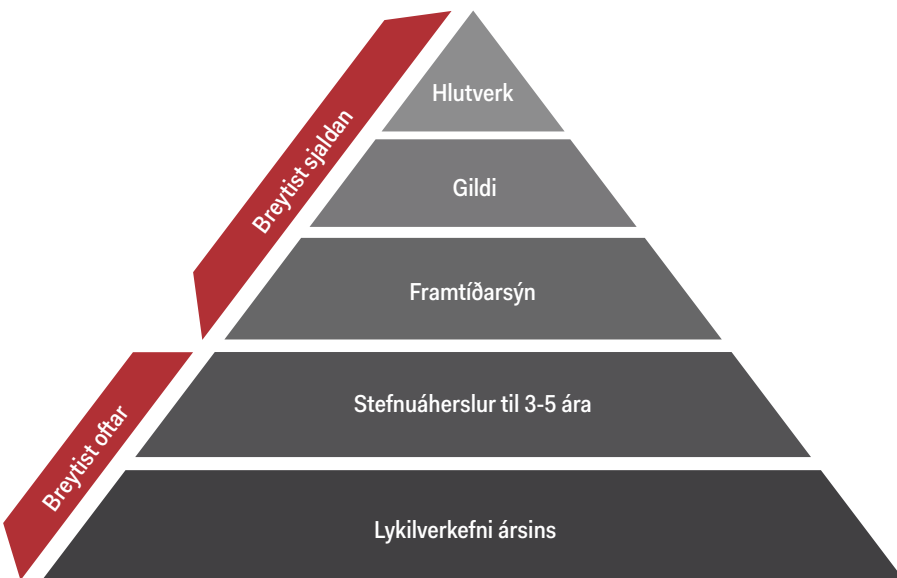 Hlutverk
Breytist sjaldan
Gildi
Framtíðarsýn
Stefnuáherslur til 3-5 ára
Breytist oftar
Lykilverkefni ársins